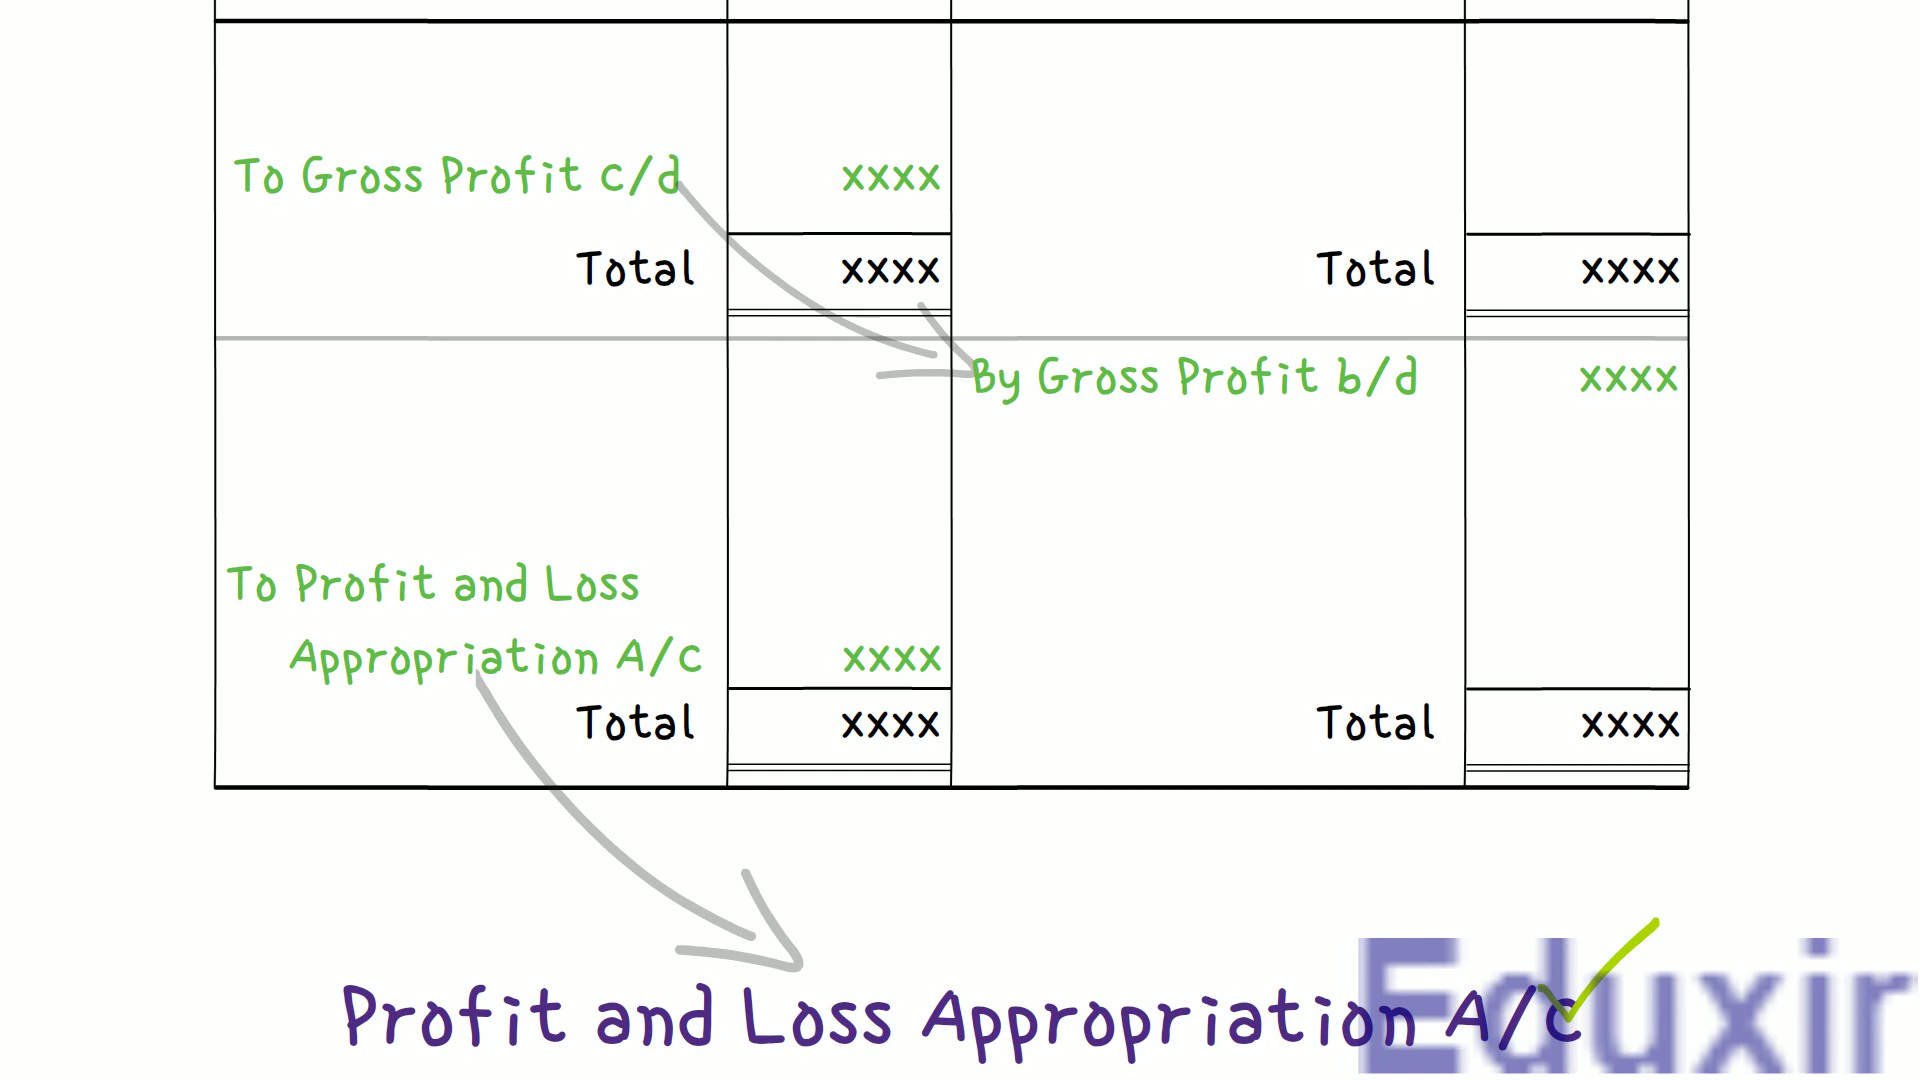 To Gross Profit c/d xxxx
Total xxxx Total xxxx
By Gross Profit b/d xxxx
To Profit and Loss
Appropriation A/c xxxx
Total xxxx Total xxxx
Profit and Loss Appropriation A/c
Eduxir